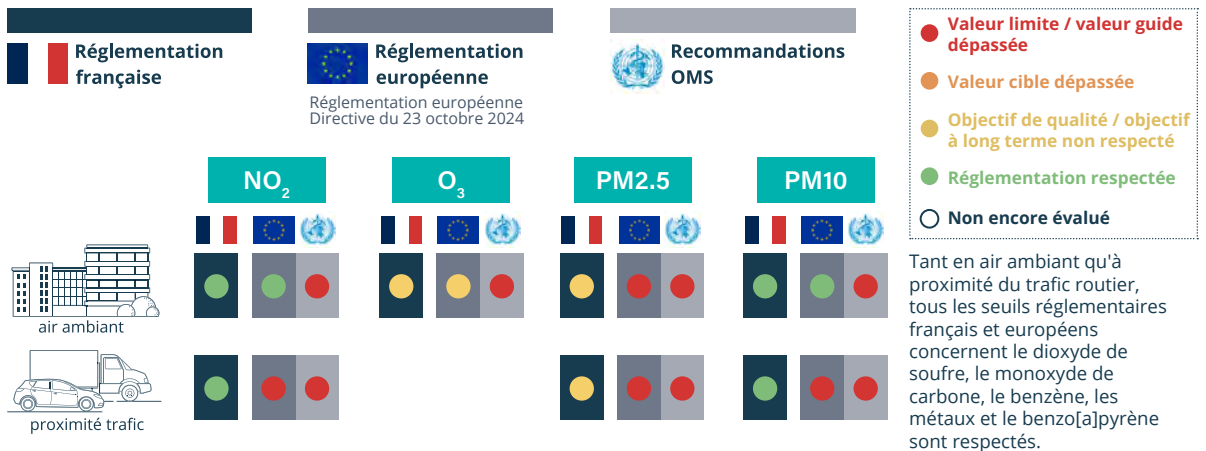 Réglementation
française
Réglementation
européenne
Réglementation européenne
Directive du 23 octobre 2024
Recommandations
OMS
Valeur limite / valeur guide
dépassée
Valeur cible dépassée
Objectif de qualité / objectif
à long terme non respecté
Réglementation respectée
Non encore évalué
NO₂
O₃
PM2.5
PM10
air ambiant
proximité trafic
Tant en air ambiant qu'à
proximité du trafic routier,
tous les seuils réglementaires
français et européens
concernent le dioxyde de
soufre, le monoxyde de
carbone, le benzène, les
métaux et le benzo[a]pyrène
sont respectés.